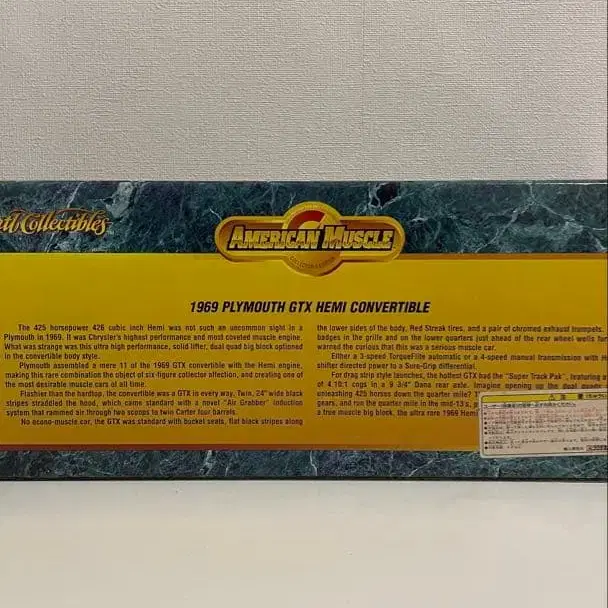 Collectibles
AMERICAN MUSCLE
COLLECTOR'S EDITION
1969 PLYMOUTH GTX HEMI CONVERTIBLE
The 425 horsepower 426 cubic inch Hemi was not such an uncommon sight in a
Plymouth in 1969. It was Chrysler's highest performance and most coveted muscle engine.
What was strange was this ultra high performance, solid lifter, dual quad big block optioned
in the convertible body style.
Plymouth assembled a mere 11 of the 1969 GTX convertible with the Hemi engine,
making this rare combination the object of six-figure collector affection, and creating one of
the most desirable muscle cars of all time.
Flashier than the hardtop, the convertible was a GTX in every way. Twin, 24" wide black
stripes straddled the hood, which came standard with a novel "Air Grabber" induction
system that rammed air through two scoops to twin Carter four barrels.
No econo-muscle car, the GTX was standard with bucket seats, flat black stripes along
the lower sides of the body, Red Streak tires, and a pair of chromed exhaust trumpets.
badges in the grille and on the lower quarters just ahead of the rear wheel wells
warned the curious that this was a serious muscle car.
Either a 3-speed TorqueFlite automatic or a 4-speed manual transmission with
shifter directed power to a Sure-Grip differential.
For drag strip style launches, the hottest GTX had the "Super Track Pak", featuring
of 4.10:1 cogs in a 9 3/4" Dana rear axle. Imagine opening up the dual quads
unleashing 425 horses down the quarter mile?
gears, and run the quarter mile in the mid-13's,
a true muscle big block, the ultra rare 1969 Hemi